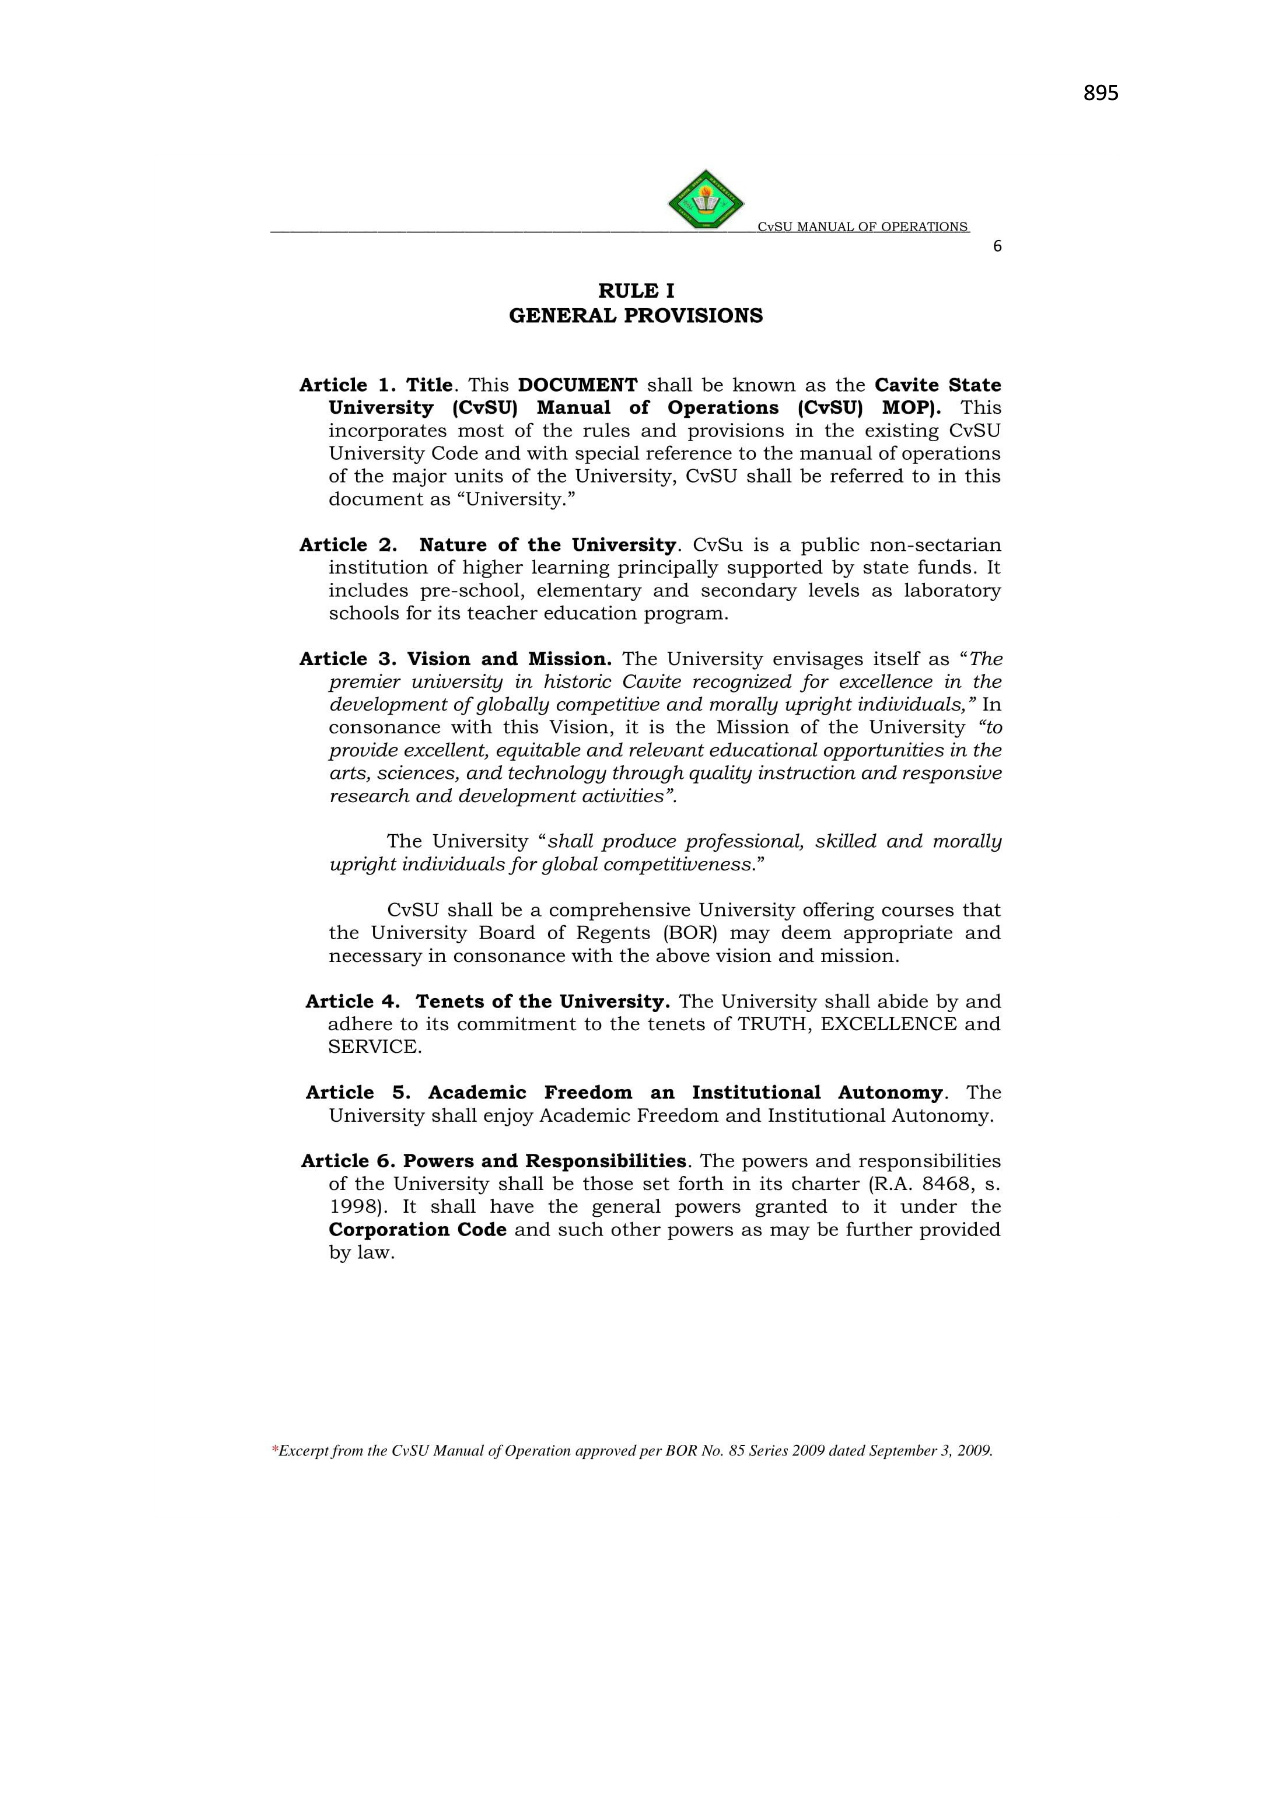 895
CvSU MANUAL OF OPERATIONS
6
RULE I
GENERAL PROVISIONS
Article 1. Title. This DOCUMENT shall be known as the Cavite State
University (CvSU) Manual of Operations (CvSU) MOP). This
incorporates most of the rules and provisions in the existing CvSU
University Code and with special reference to the manual of operations
of the major units of the University, CvSU shall be referred to in this
document as “University.”
Article 2. Nature of the University. CvSu is a public non-sectarian
institution of higher learning principally supported by state funds. It
includes pre-school, elementary and secondary levels as laboratory
schools for its teacher education program.
Article 3. Vision and Mission. The University envisages itself as “The
premier university in historic Cavite recognized for excellence in the
development of globally competitive and morally upright individuals,” In
consonance with this Vision, it is the Mission of the University “to
provide excellent, equitable and relevant educational opportunities in the
arts, sciences, and technology through quality instruction and responsive
research and development activities”.
The University “shall produce professional, skilled and morally
upright individuals for global competitiveness.”
CvSU shall be a comprehensive University offering courses that
the University Board of Regents (BOR) may deem appropriate and
necessary in consonance with the above vision and mission.
Article 4. Tenets of the University. The University shall abide by and
adhere to its commitment to the tenets of TRUTH, EXCELLENCE and
SERVICE.
Article 5. Academic Freedom an Institutional Autonomy. The
University shall enjoy Academic Freedom and Institutional Autonomy.
Article 6. Powers and Responsibilities. The powers and responsibilities
of the University shall be those set forth in its charter (R.A. 8468, s.
1998). It shall have the general powers granted to it under the
Corporation Code and such other powers as may be further provided
by law.
*Excerpt from the CvSU Manual of Operation approved per BOR No. 85 Series 2009 dated September 3, 2009.